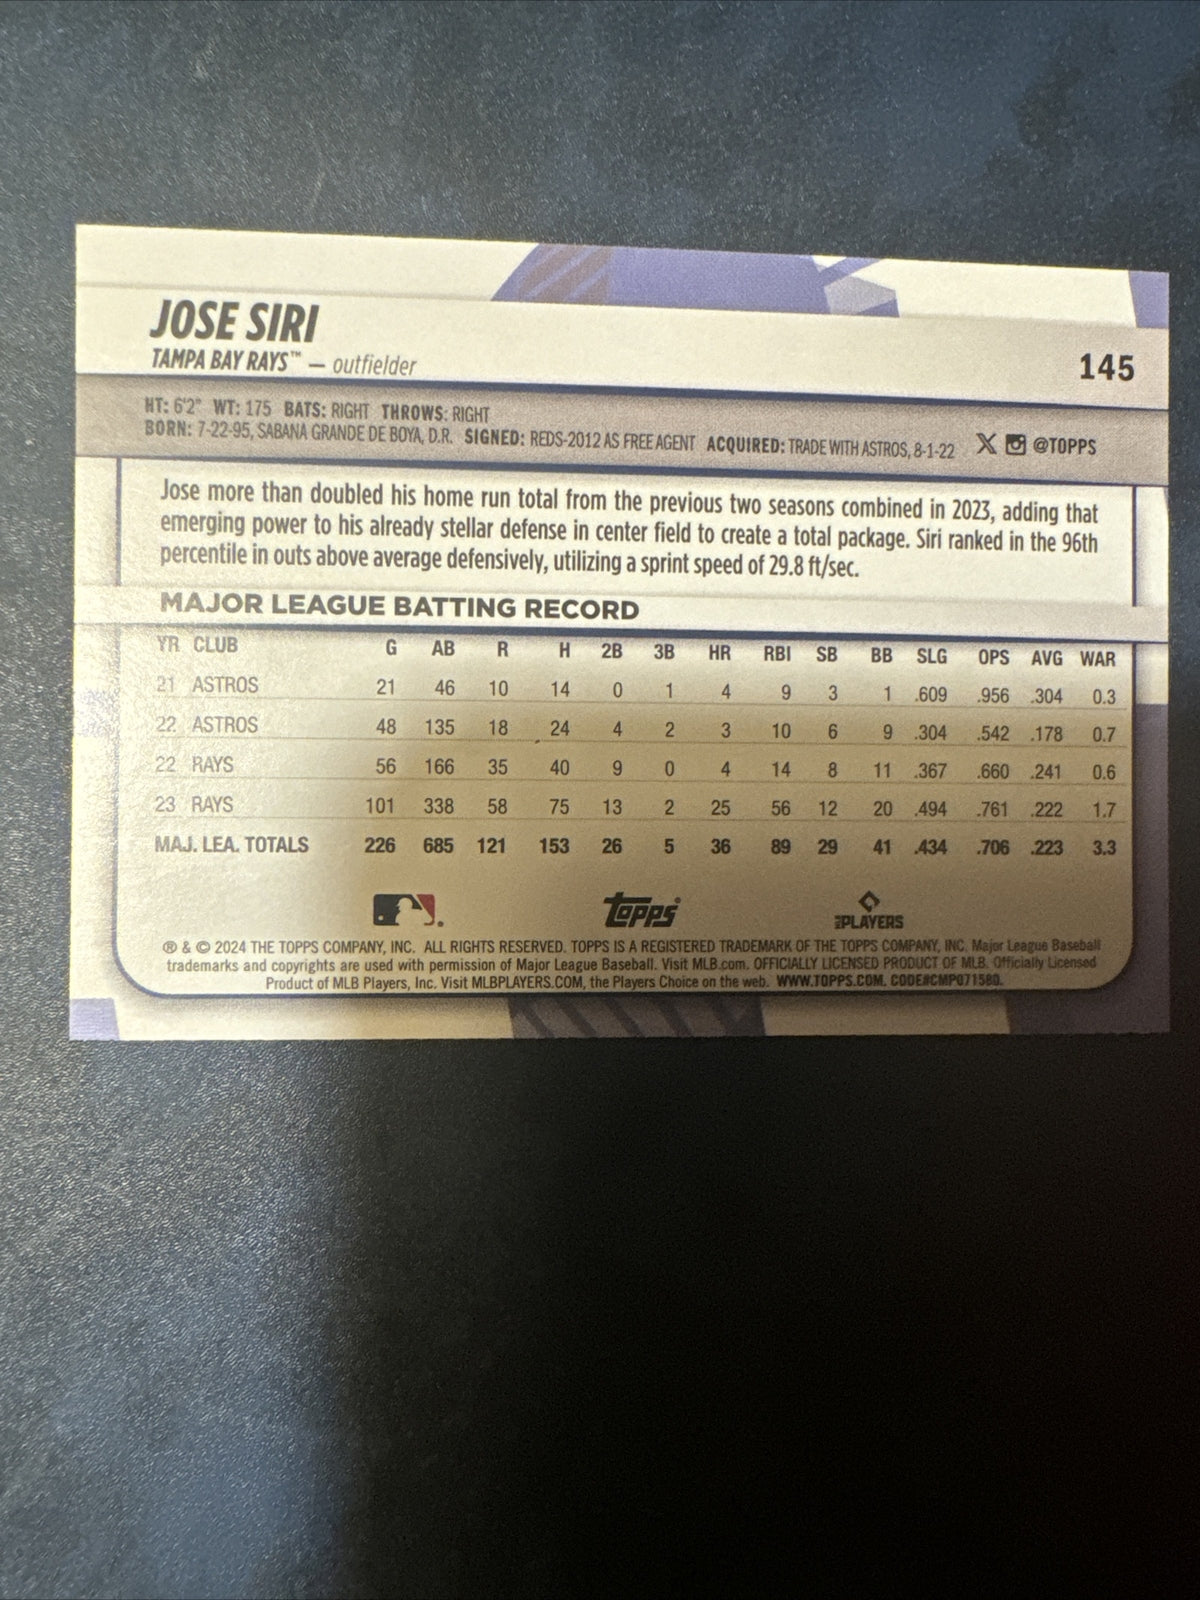 JOSE SIRI
TAMPA BAY RAYS™ — outfielder
145
HT: 6'2" WT: 175 BATS: RIGHT THROWS: RIGHT
BORN: 7-22-95, SABANA GRANDE DE BOYA, D.R. SIGNED: REDS-2012 AS FREE AGENT ACQUIRED: TRADE WITH ASTROS, 8-1-22 X @TOPPS
Jose more than doubled his home run total from the previous two seasons combined in 2023, adding that
emerging power to his already stellar defense in center field to create a total package. Siri ranked in the 96th
percentile in outs above average defensively, utilizing a sprint speed of 29.8 ft/sec.
MAJOR LEAGUE BATTING RECORD
YR CLUB G AB R H 2B 3B HR RBI SB BB SLG OPS AVG WAR
21 ASTROS 21 46 10 14 0 1 4 9 3 1 .609 .956 .304 0.3
22 ASTROS 48 135 18 24 4 2 3 10 6 9 .304 .542 .178 0.7
22 RAYS 56 166 35 40 9 0 4 14 8 11 .367 .660 .241 0.6
23 RAYS 101 338 58 75 13 2 25 56 12 20 .494 .761 .222 1.7
MAJ. LEA. TOTALS 226 685 121 153 26 5 36 89 29 41 .434 .706 .223 3.3
topps
MLB PLAYERS
® & © 2024 THE TOPPS COMPANY, INC. ALL RIGHTS RESERVED. TOPPS IS A REGISTERED TRADEMARK OF THE TOPPS COMPANY, INC. Major League Baseball
trademarks and copyrights are used with permission of Major League Baseball. Visit MLB.com. OFFICIALLY LICENSED PRODUCT OF MLB. Officially Licensed
Product of MLB Players, Inc. Visit MLBPLAYERS.COM, the Players Choice on the web. WWW.TOPPS.COM. CODE#CMP071580.